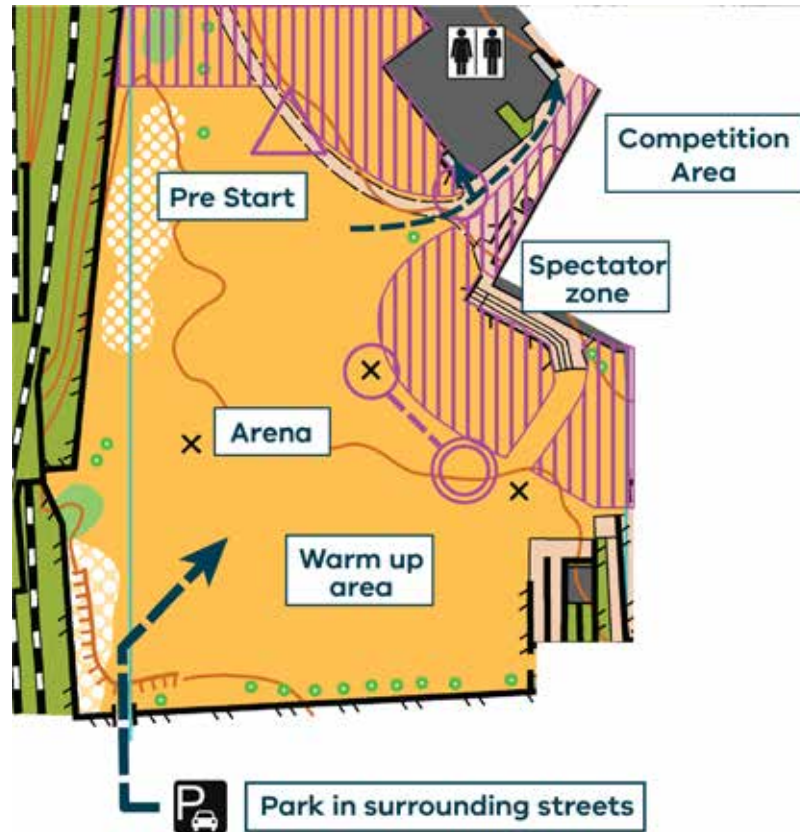 Competition
Area
Pre Start
Spectator
zone
Arena
Warm up
area
P
Park in surrounding streets